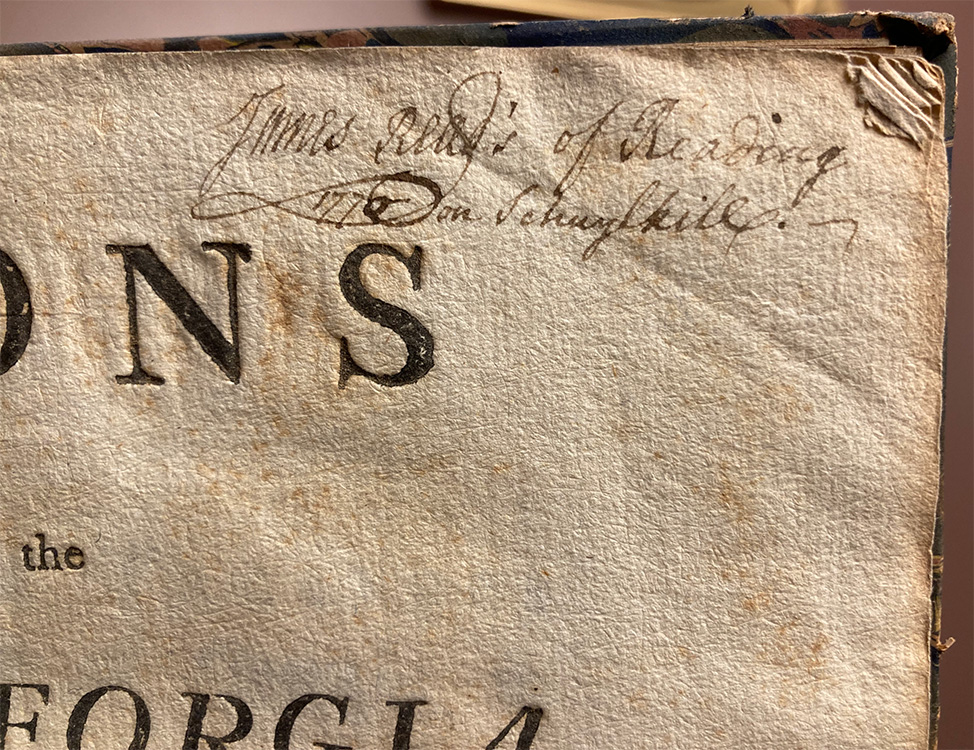 James Read's of Reading
on Schuylkill.
ONS
the
EORGIA